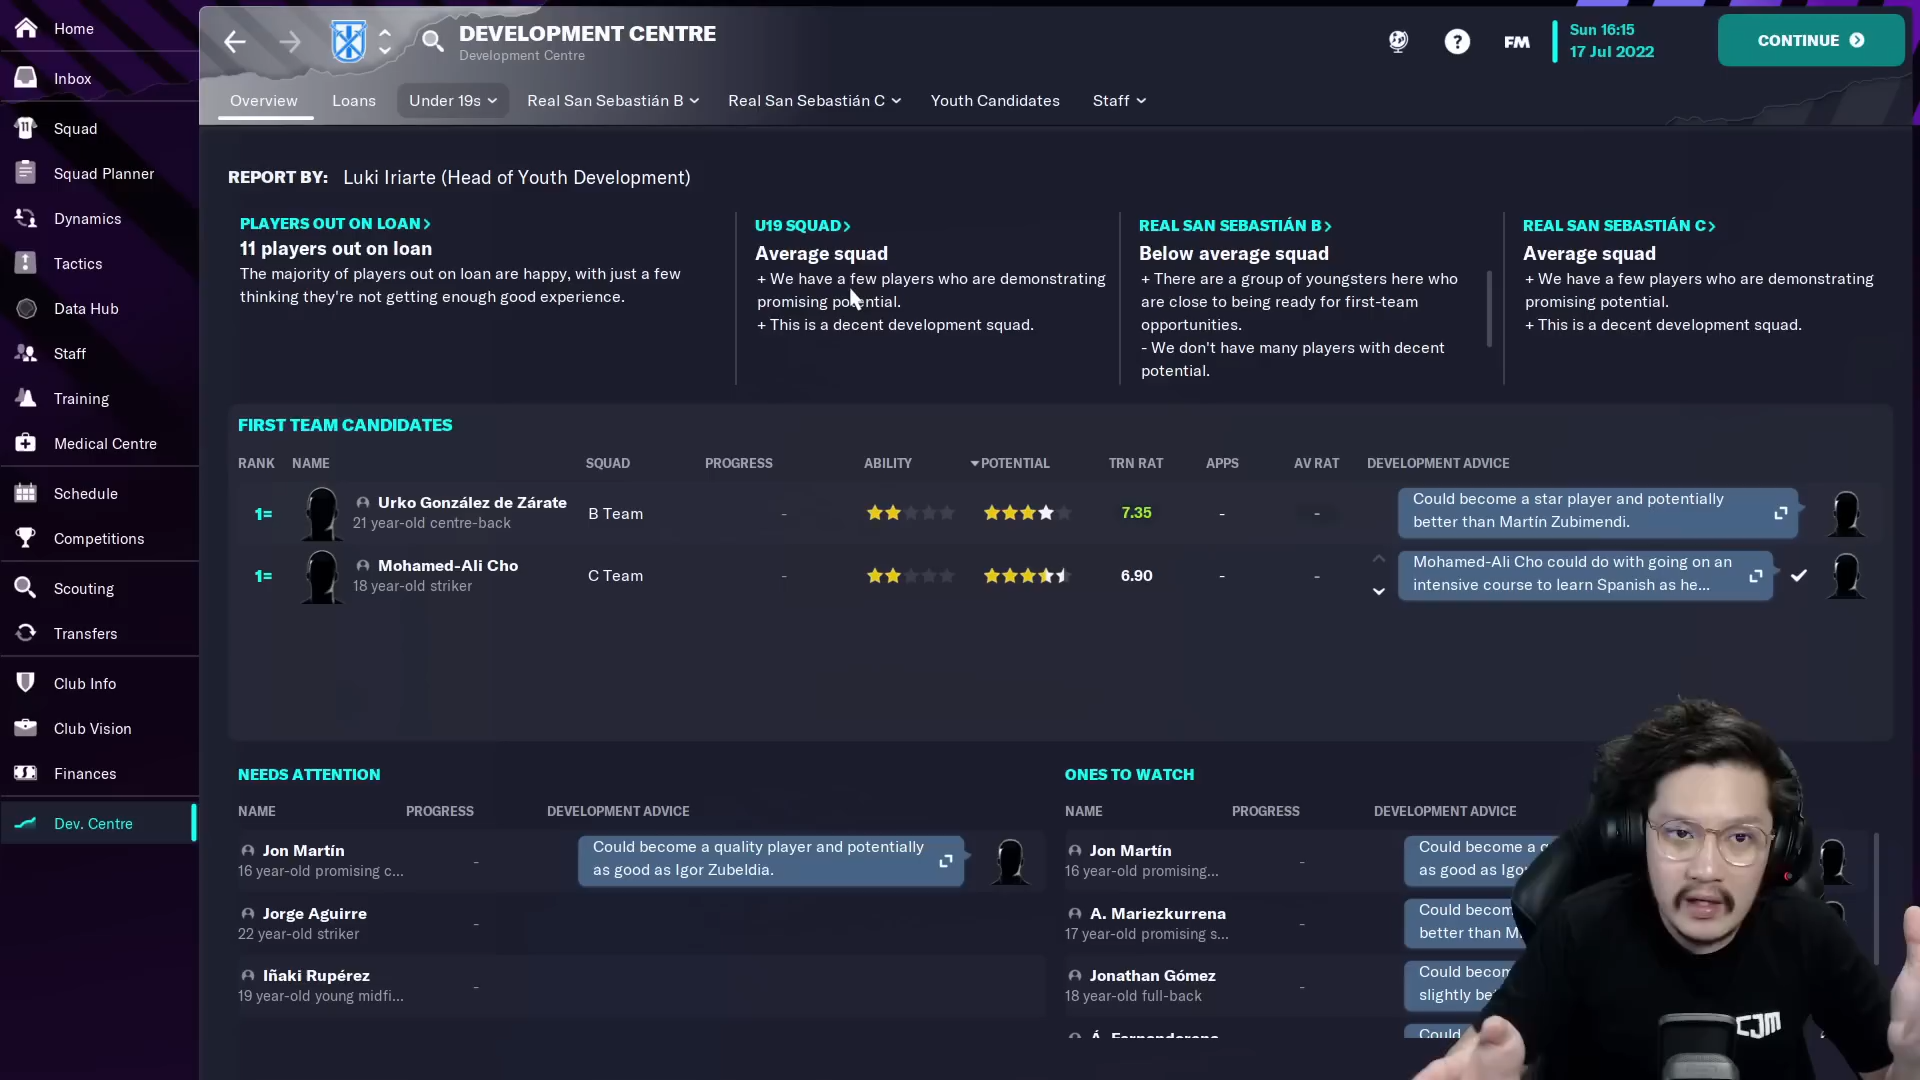 Home
Inbox
Squad
Squad Planner
Dynamics
Tactics
Data Hub
Staff
Training
Medical Centre
Schedule
Competitions
Scouting
Transfers
Club Info
Club Vision
Finances
Dev. Centre
DEVELOPMENT CENTRE
Development Centre
FM
Sun 16:15
17 Jul 2022
CONTINUE
Overview Loans Under 19s Real San Sebastián B Real San Sebastián C Youth Candidates Staff
REPORT BY: Luki Iriarte (Head of Youth Development)
PLAYERS OUT ON LOAN
11 players out on loan
The majority of players out on loan are happy, with just a few
thinking they're not getting enough good experience.
U19 SQUAD
Average squad
+ We have a few players who are demonstrating
promising potential.
+ This is a decent development squad.
REAL SAN SEBASTIÁN B
Below average squad
+ There are a group of youngsters here who
are close to being ready for first-team
opportunities.
- We don't have many players with decent
potential.
REAL SAN SEBASTIÁN C
Average squad
+ We have a few players who are demonstrating
promising potential.
+ This is a decent development squad.
FIRST TEAM CANDIDATES
RANK NAME SQUAD PROGRESS ABILITY POTENTIAL TRN RAT APPS AV RAT DEVELOPMENT ADVICE
1= Urko González de Zárate B Team - 7.35 - - Could become a star player and potentially
21 year-old centre-back better than Martín Zubimendi.
1= Mohamed-Ali Cho C Team - 6.90 - - Mohamed-Ali Cho could do with going on an
18 year-old striker intensive course to learn Spanish as he...
NEEDS ATTENTION
NAME PROGRESS DEVELOPMENT ADVICE
Jon Martín - Could become a quality player and potentially
16 year-old promising c... as good as Igor Zubeldia.
Jorge Aguirre -
22 year-old striker
Iñaki Rupérez -
19 year-old young midfi...
ONES TO WATCH
NAME PROGRESS DEVELOPMENT ADVICE
Jon Martín - Could become a
16 year-old promising... as good as
A. Mariezkurrena - Could
17 year-old promising s... better than
Jonathan Gómez - Could
18 year-old full-back slightly
Could
CJM